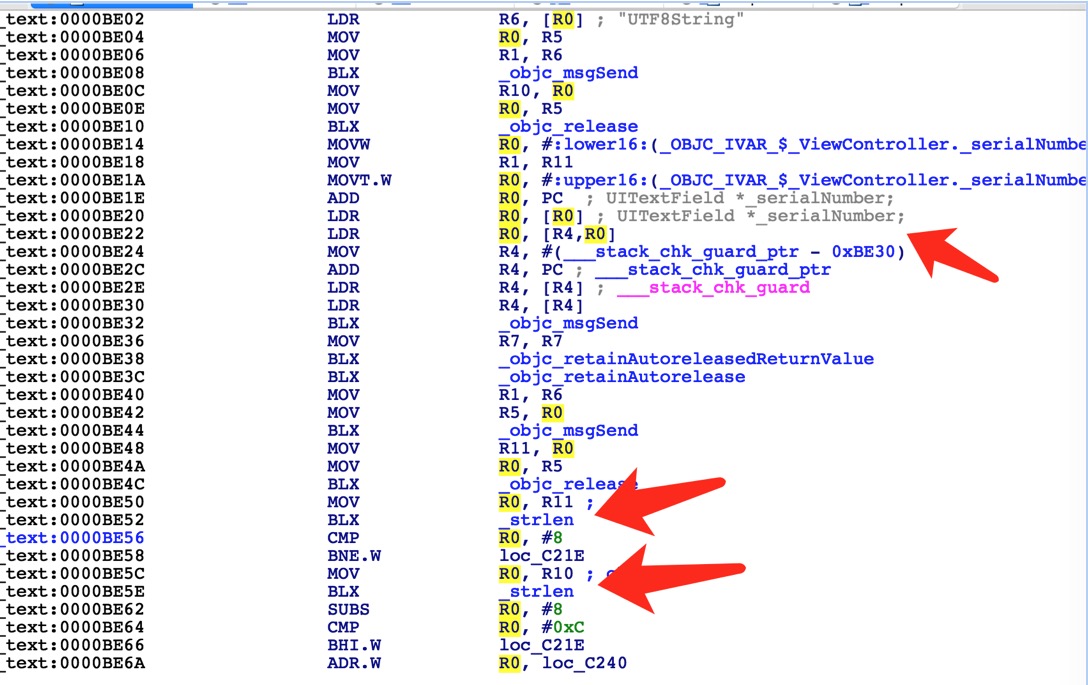 _text:0000BE02 LDR R6, [R0] ; "UTF8String"
_text:0000BE04 MOV R0, R5
_text:0000BE06 MOV R1, R6
_text:0000BE08 BLX _objc_msgSend
_text:0000BE0C MOV R10, R0
_text:0000BE0E MOV R0, R5
_text:0000BE10 BLX _objc_release
_text:0000BE14 MOVW R0, #:lower16:(_OBJC_IVAR_$_ViewController._serialNumbe
_text:0000BE18 MOV R1, R11
_text:0000BE1A MOVT.W R0, #:upper16:(_OBJC_IVAR_$_ViewController._serialNumbe
_text:0000BE1E ADD R0, PC ; UITextField *_serialNumber;
_text:0000BE20 LDR R0, [R0] ; UITextField *_serialNumber;
_text:0000BE22 LDR R0, [R4,R0]
_text:0000BE24 MOV R4, #(___stack_chk_guard_ptr - 0xBE30)
_text:0000BE2C ADD R4, PC ; ___stack_chk_guard_ptr
_text:0000BE2E LDR R4, [R4] ; ___stack_chk_guard
_text:0000BE30 LDR R4, [R4]
_text:0000BE32 BLX _objc_msgSend
_text:0000BE36 MOV R7, R7
_text:0000BE38 BLX _objc_retainAutoreleasedReturnValue
_text:0000BE3C BLX _objc_retainAutorelease
_text:0000BE40 MOV R1, R6
_text:0000BE42 MOV R5, R0
_text:0000BE44 BLX _objc_msgSend
_text:0000BE48 MOV R11, R0
_text:0000BE4A MOV R0, R5
_text:0000BE4C BLX _objc_release
_text:0000BE50 MOV R0, R11 ;
_text:0000BE52 BLX _strlen
_text:0000BE56 CMP R0, #8
_text:0000BE58 BNE.W loc_C21E
_text:0000BE5C MOV R0, R10 ;
_text:0000BE5E BLX _strlen
_text:0000BE62 SUBS R0, #8
_text:0000BE64 CMP R0, #0xC
_text:0000BE66 BHI.W loc_C21E
_text:0000BE6A ADR.W R0, loc_C240